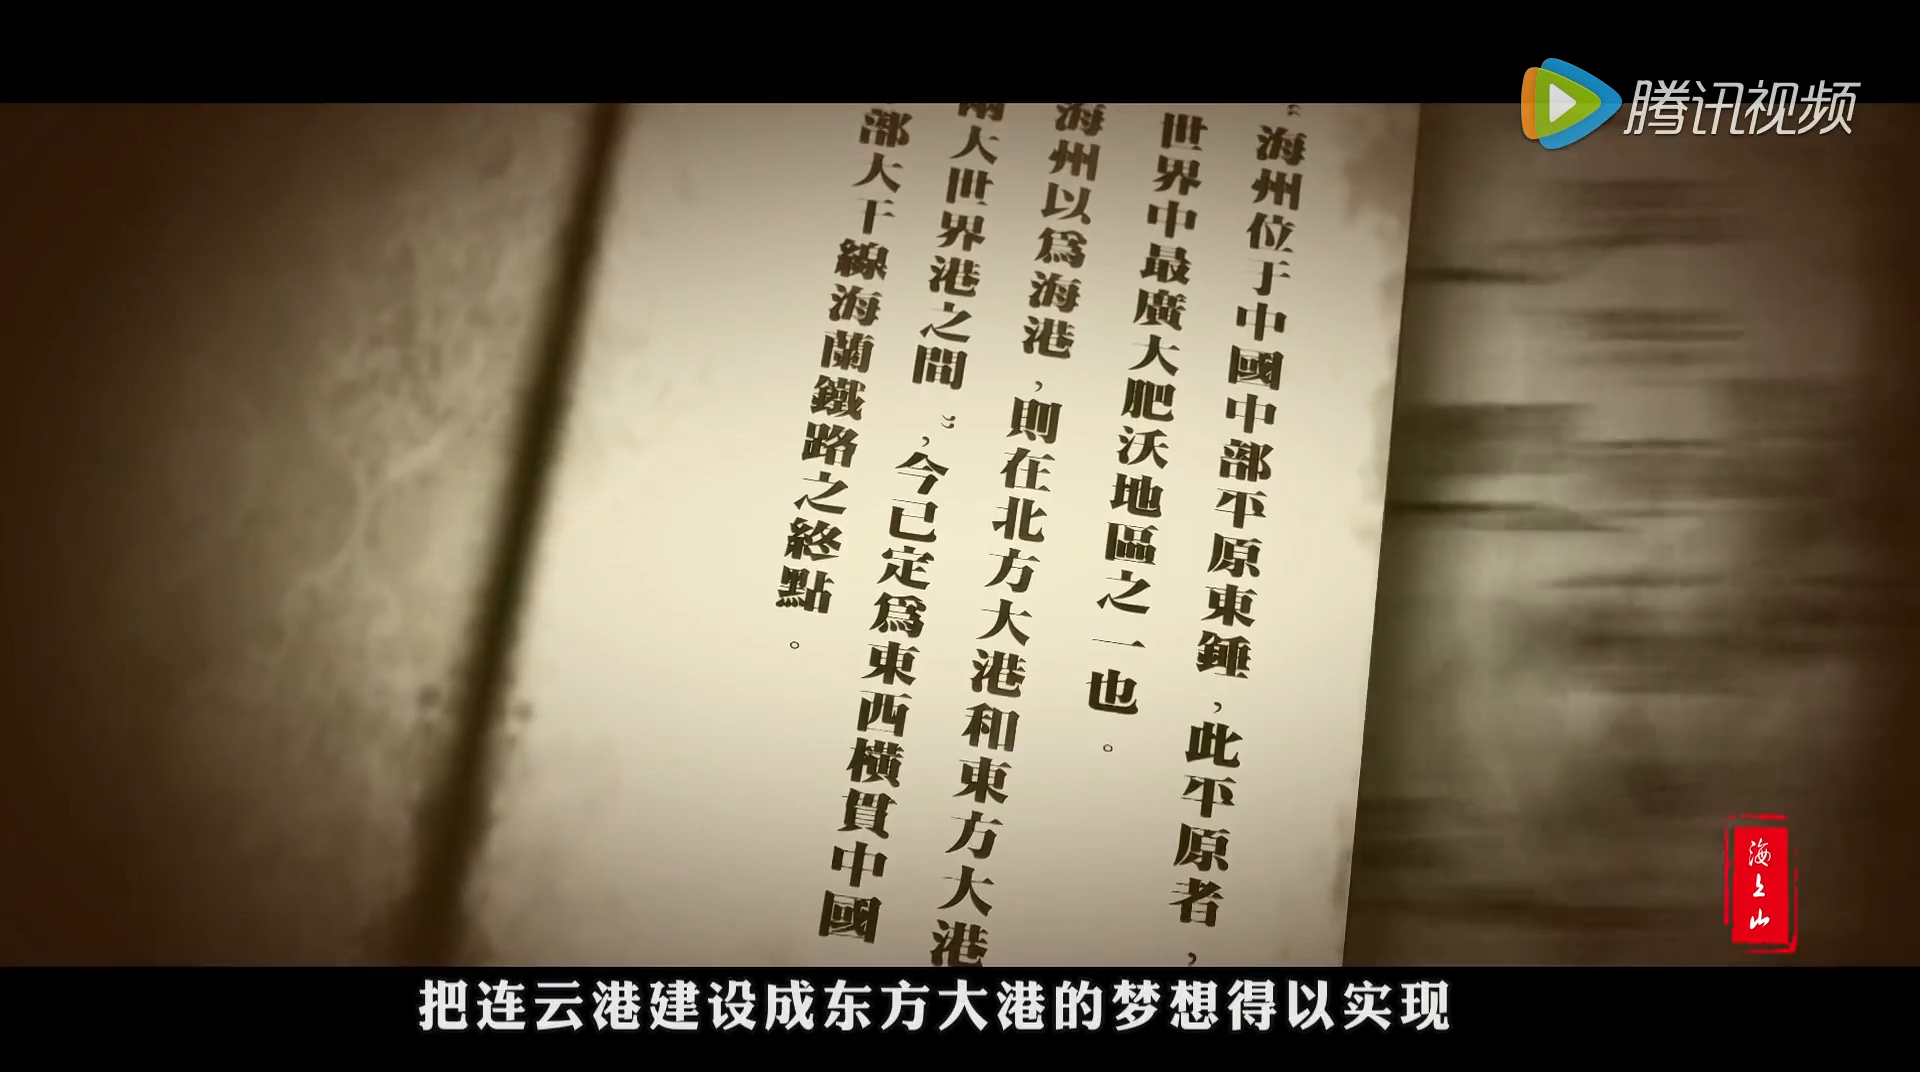 腾讯视频
“海州位于中國中部平原東錘，此平原者，
世界中最廣大肥沃地區之一也。
海州以爲海港，則在北方大港和東方大港
兩大世界港之間”，今已定爲東西橫貫中國
部大干線海蘭鐵路之終點。
海上山
把连云港建设成东方大港的梦想得以实现